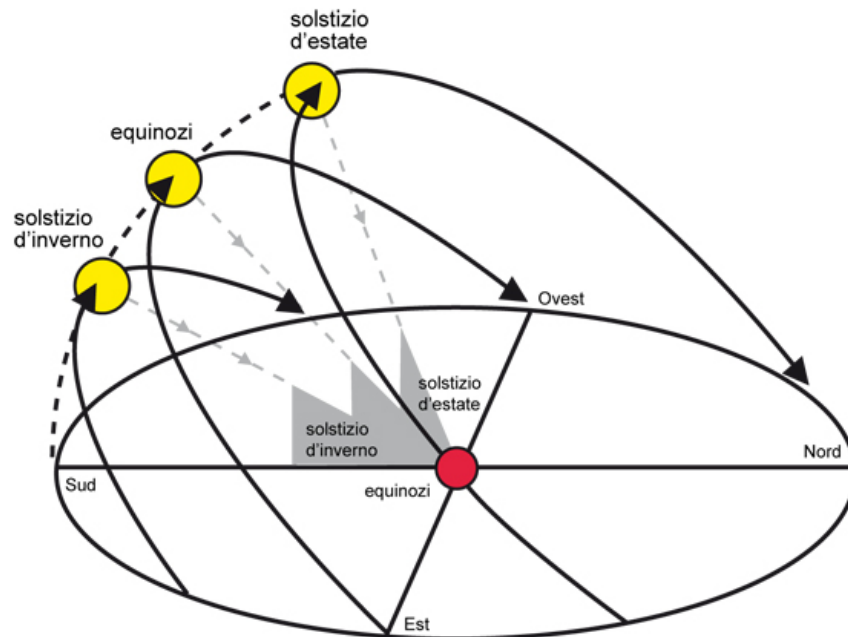 solstizio
d'estate
equinozi
solstizio
d'inverno
Ovest
solstizio
d'estate
solstizio
d'inverno
Nord
Sud
equinozi
Est